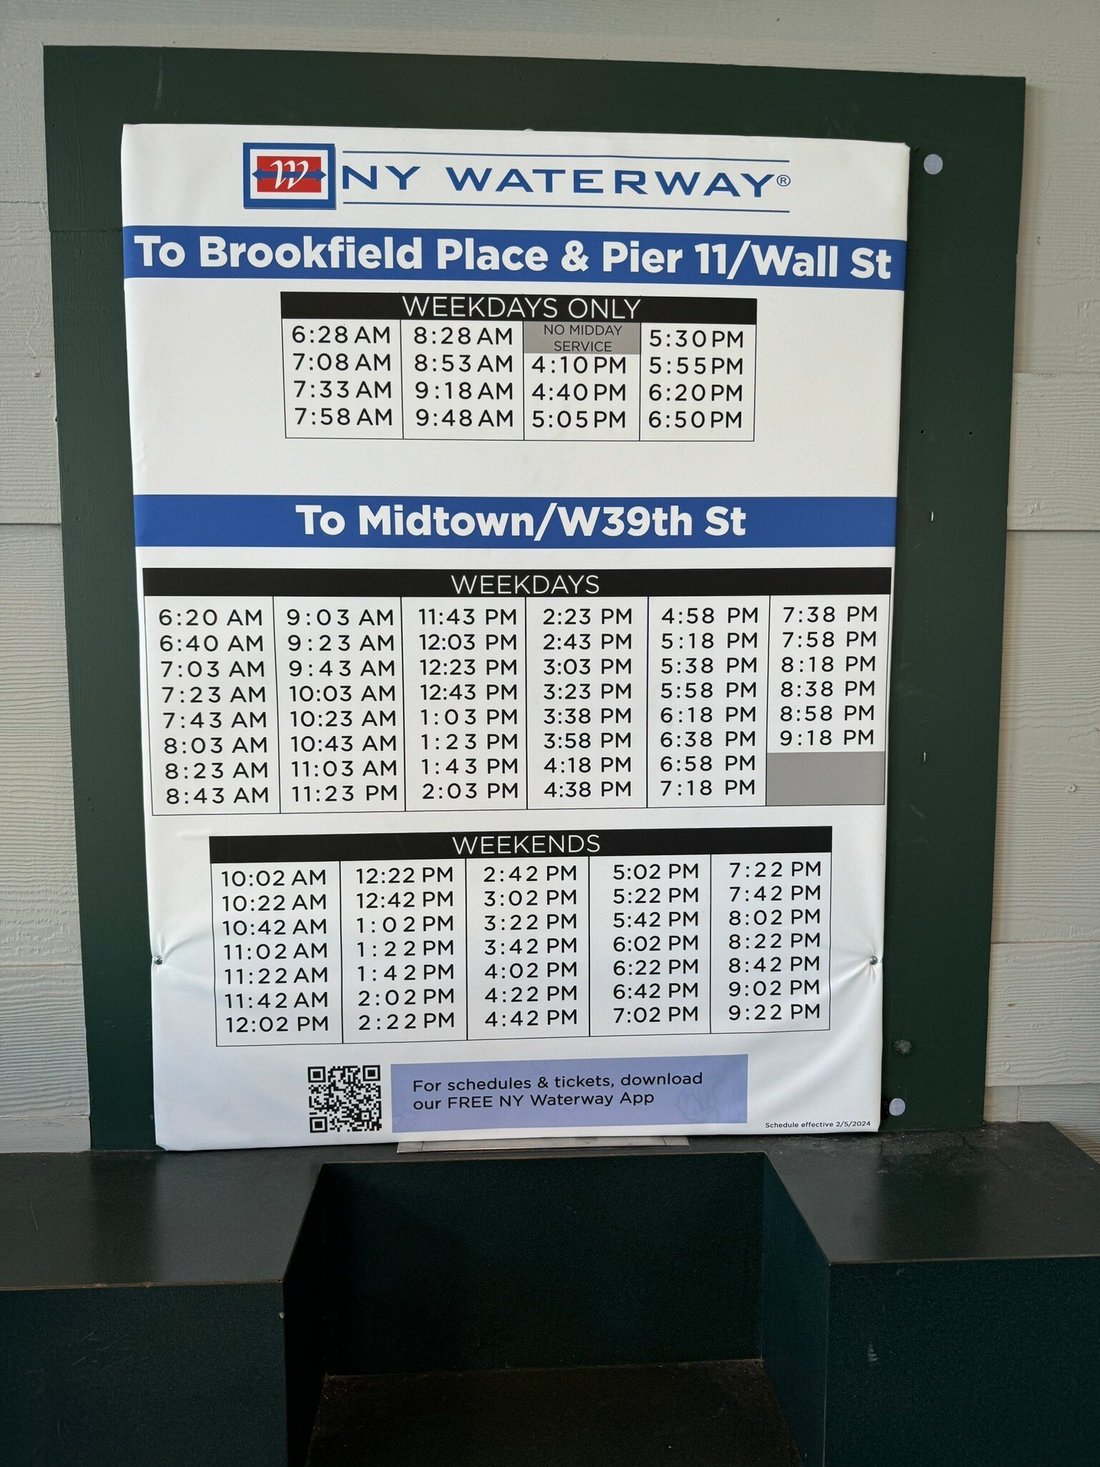 W NY WATERWAY®
To Brookfield Place & Pier 11/Wall St
WEEKDAYS ONLY
6:28 AM 8:28 AM NO MIDDAY SERVICE 5:30 PM
7:08 AM 8:53 AM 4:10 PM 5:55 PM
7:33 AM 9:18 AM 4:40 PM 6:20 PM
7:58 AM 9:48 AM 5:05 PM 6:50 PM
To Midtown/W39th St
WEEKDAYS
6:20 AM 9:03 AM 11:43 PM 2:23 PM 4:58 PM 7:38 PM
6:40 AM 9:23 AM 12:03 PM 2:43 PM 5:18 PM 7:58 PM
7:03 AM 9:43 AM 12:23 PM 3:03 PM 5:38 PM 8:18 PM
7:23 AM 10:03 AM 12:43 PM 3:23 PM 5:58 PM 8:38 PM
7:43 AM 10:23 AM 1:03 PM 3:38 PM 6:18 PM 8:58 PM
8:03 AM 10:43 AM 1:23 PM 3:58 PM 6:38 PM 9:18 PM
8:23 AM 11:03 AM 1:43 PM 4:18 PM 6:58 PM
8:43 AM 11:23 PM 2:03 PM 4:38 PM 7:18 PM
WEEKENDS
10:02 AM 12:22 PM 2:42 PM 5:02 PM 7:22 PM
10:22 AM 12:42 PM 3:02 PM 5:22 PM 7:42 PM
10:42 AM 1:02 PM 3:22 PM 5:42 PM 8:02 PM
11:02 AM 1:22 PM 3:42 PM 6:02 PM 8:22 PM
11:22 AM 1:42 PM 4:02 PM 6:22 PM 8:42 PM
11:42 AM 2:02 PM 4:22 PM 6:42 PM 9:02 PM
12:02 PM 2:22 PM 4:42 PM 7:02 PM 9:22 PM
For schedules & tickets, download
our FREE NY Waterway App
Schedule effective 2/5/2024